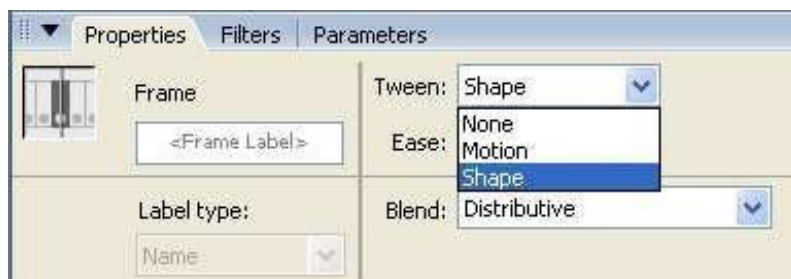 Properties Filters Parameters
Frame
<Frame Label>
Label type:
Name
Tween: Shape
None
Motion
Shape
Ease:
Blend: Distributive